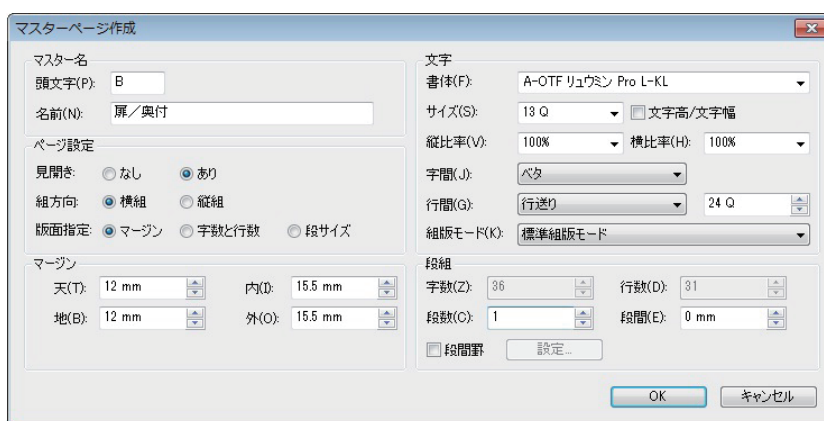 マスターページ作成
マスター名
頭文字(P): B
名前(N): 扉／奥付
ページ設定
見開き: なし あり
組方向: 横組 縦組
版面指定: マージン 字数と行数 段サイズ
マージン
天(T): 12 mm 内(I): 15.5 mm
地(B): 12 mm 外(O): 15.5 mm
文字
書体(F): A-OTF リュウミン Pro L-KL
サイズ(S): 13 Q 文字高/文字幅
縦比率(V): 100% 横比率(H): 100%
字間(J): ベタ
行間(G): 行送り 24 Q
組版モード(K): 標準組版モード
段組
字数(Z): 36 行数(D): 31
段数(C): 1 段間(E): 0 mm
段間罫 設定...
OK キャンセル